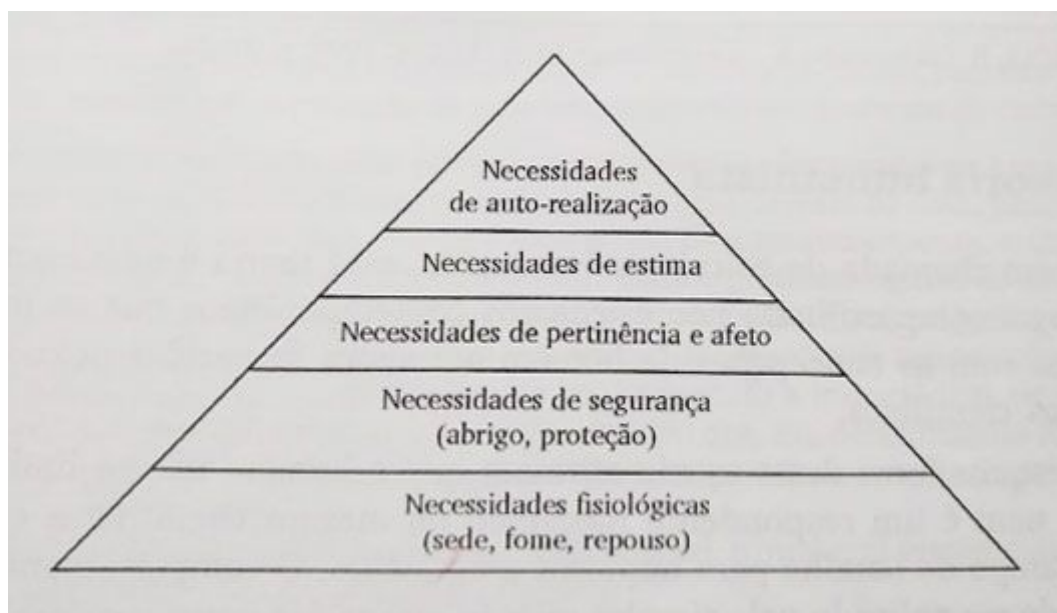 Necessidades
de auto-realização
Necessidades de estima
Necessidades de pertinência e afeto
Necessidades de segurança
(abrigo, proteção)
Necessidades fisiológicas
(sede, fome, repouso)